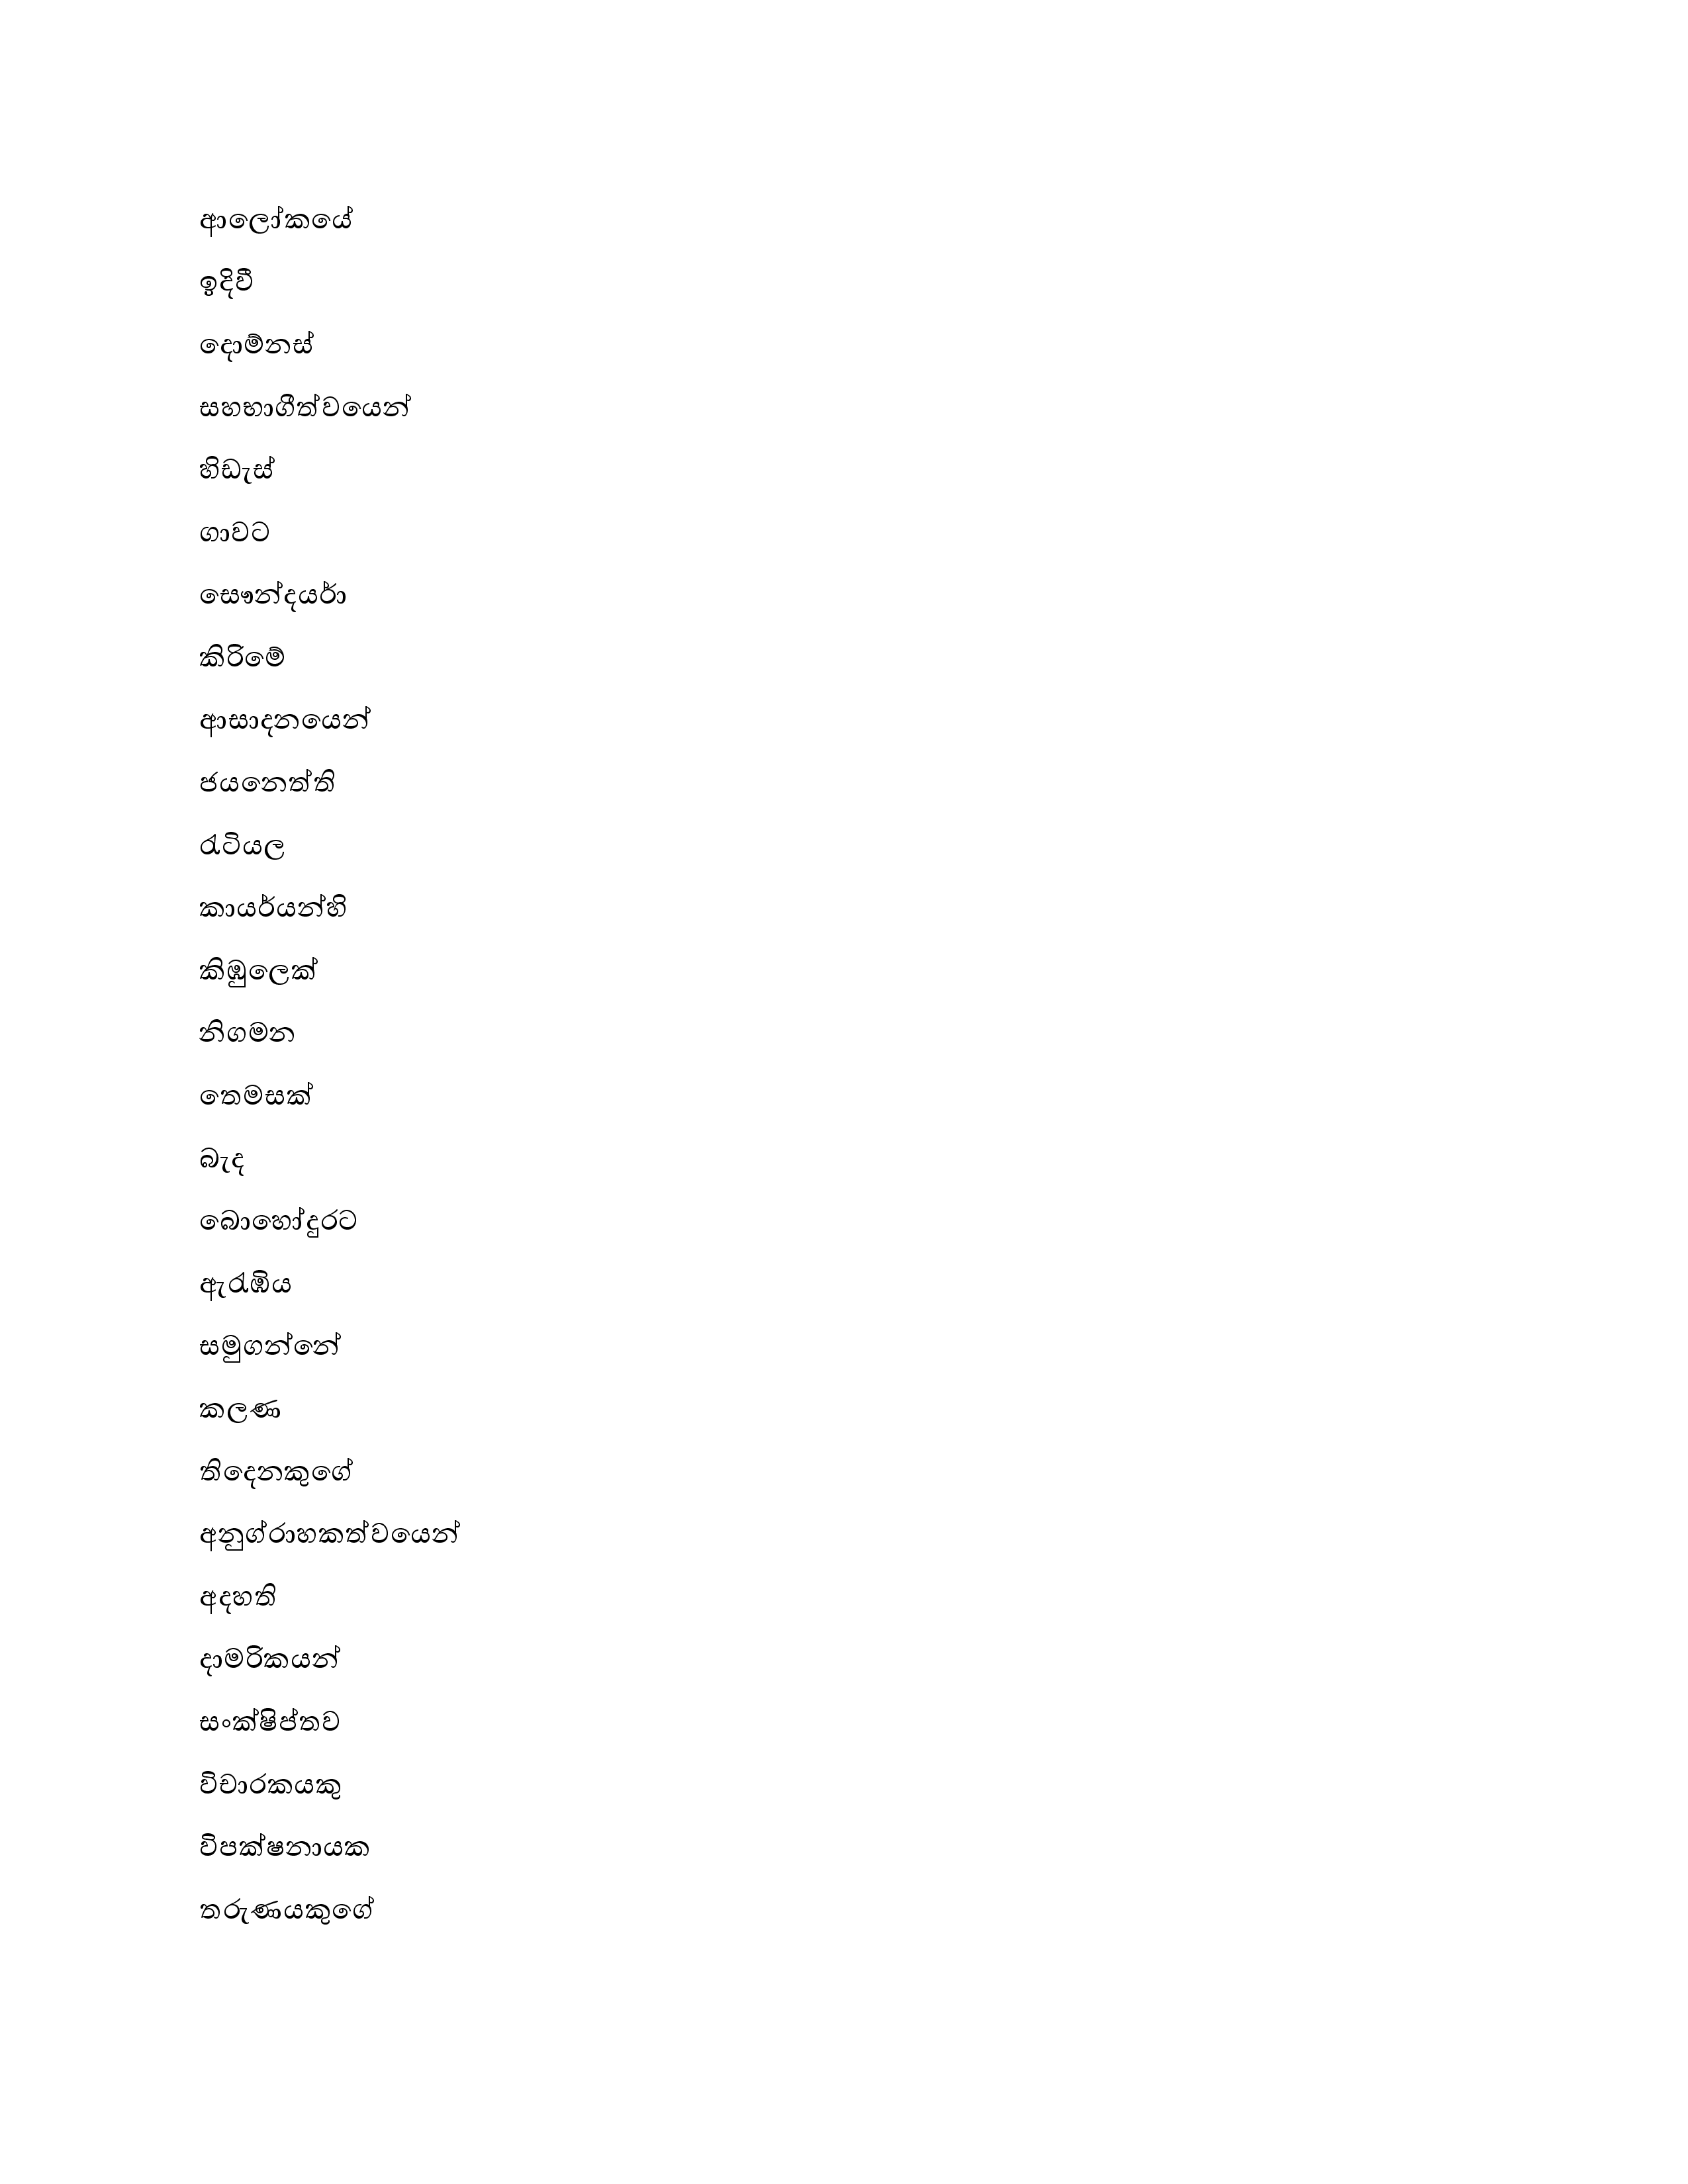 ආලෝකයේ
ඉදිවී
දොම්නස්
සහභාගීත්වයෙන්
හිඩැස්
ගාවට
සෞන්දයර්‍ා
කිරිමේ
ආසාදනයෙන්
ජයනෙත්ති
රැටියල
කායර්යන්හි
කිඹුලෙක්
නිගමන
තෙමසක්
බැද
බොහෝදුරට
ඇරැඹිය
සමුගන්නේ
කලණ
තිදෙනකුගේ
අනුග්රාහකත්වයෙන්
අදහති
දාමරිකයන්
සංක්ෂිප්තව
විචාරකයකු
විපක්ෂනායක
තරුණයකුගේ